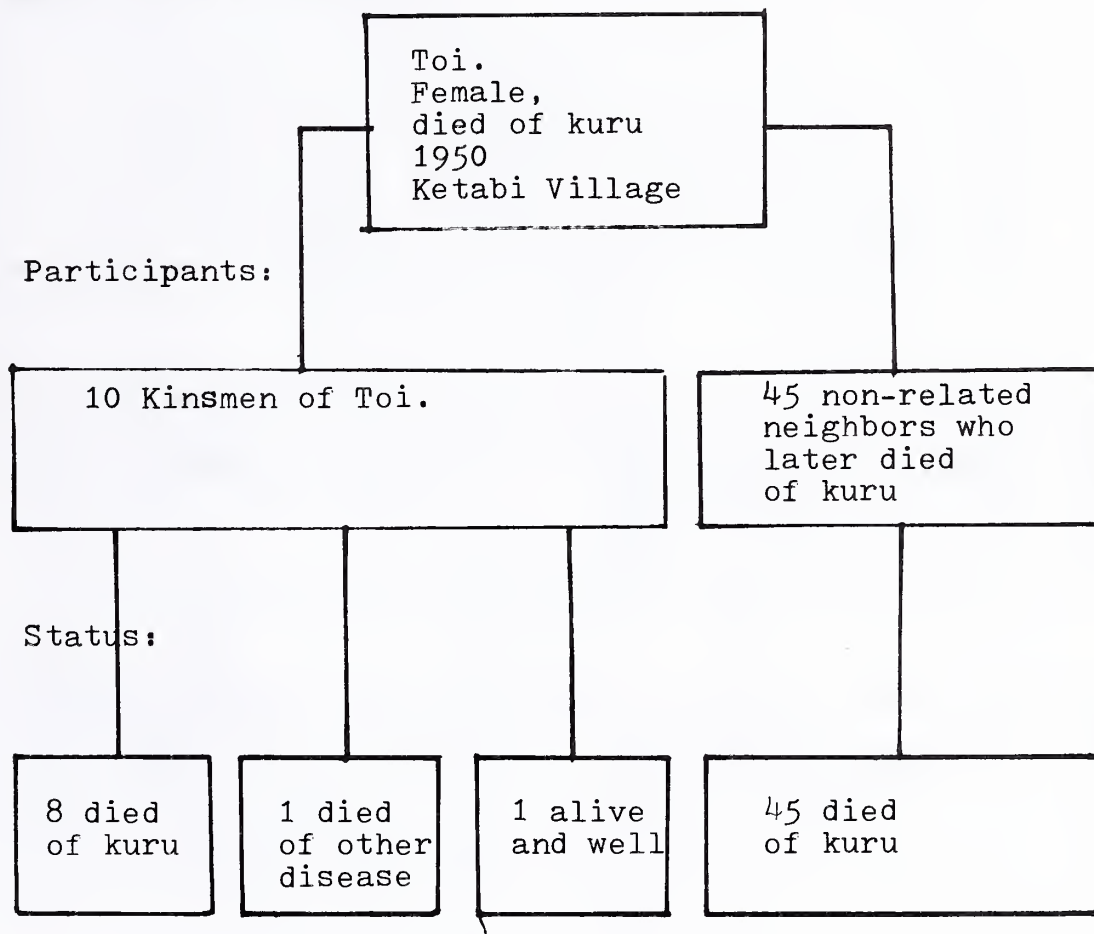 Toi.
Female,
died of kuru
1950
Ketabi Village
Participants:
10 Kinsmen of Toi.
45 non-related
neighbors who
later died
of kuru
Status:
8 died
of kuru
1 died
of other
disease
1 alive
and well
45 died
of kuru